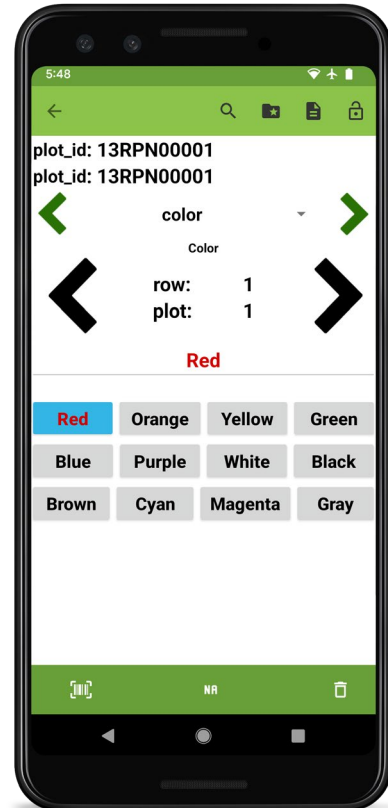 5:48
plot_id: 13RPN00001
plot_id: 13RPN00001
color
Color
row: 1
plot: 1
Red
Red Orange Yellow Green
Blue Purple White Black
Brown Cyan Magenta Gray
NA